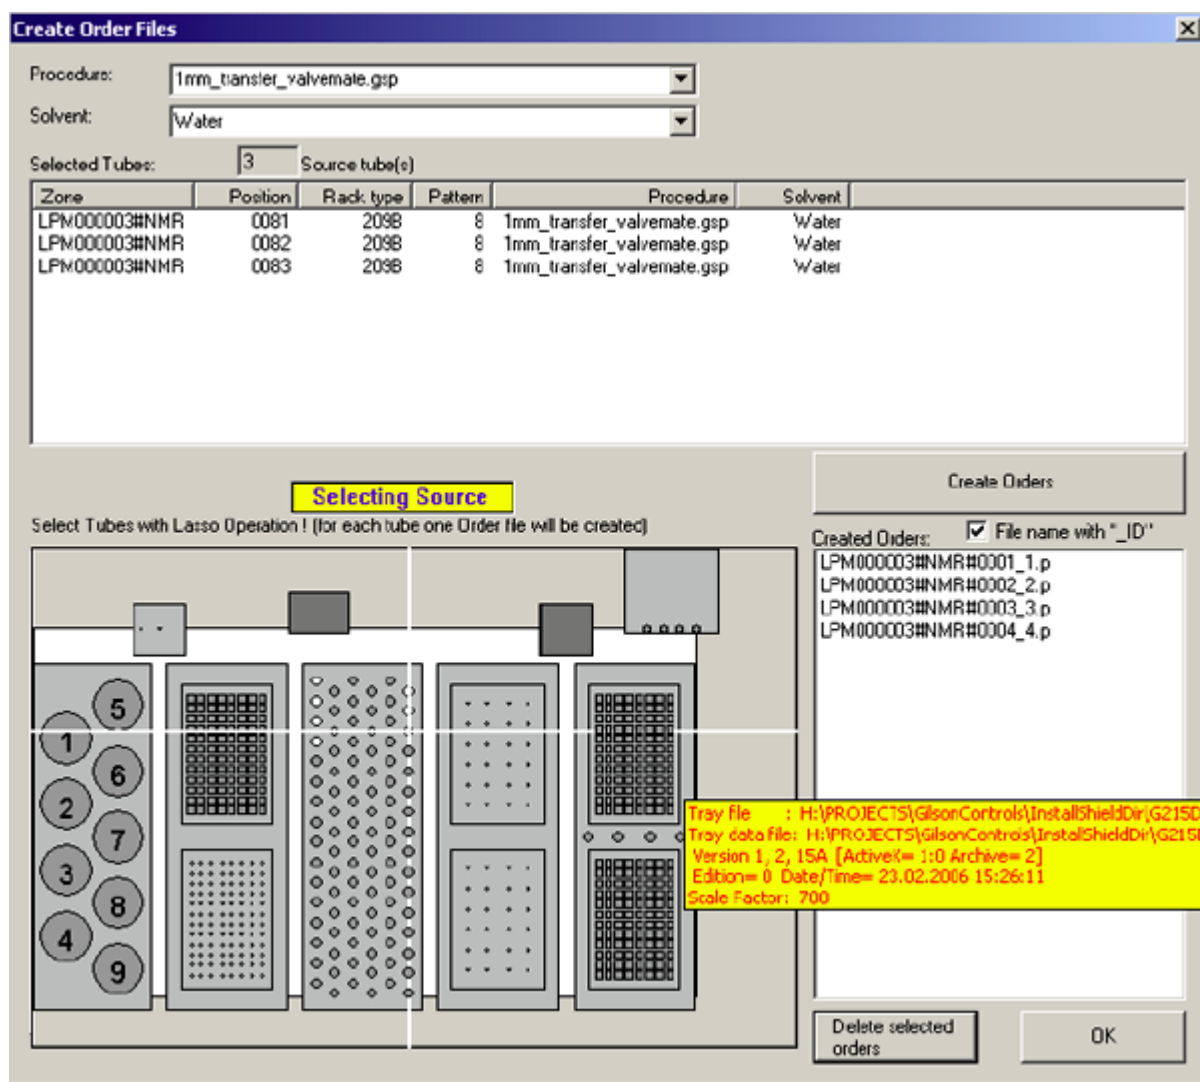 Create Order Files
Procedure: 1mm_transfer_valvemate.gsp
Solvent: Water
Selected Tubes: 3 Source tube(s)
Zone Position Rack type Pattern Procedure Solvent
LPM000003#NMR 0081 209B 8 1mm_transfer_valvemate.gsp Water
LPM000003#NMR 0082 209B 8 1mm_transfer_valvemate.gsp Water
LPM000003#NMR 0083 209B 8 1mm_transfer_valvemate.gsp Water
Create Orders
Selecting Source
Select Tubes with Lasso Operation ! (for each tube one Order file will be created)
Created Orders: File name with "_ID"
LPM000003#NMR#0001_1.p
LPM000003#NMR#0002_2.p
LPM000003#NMR#0003_3.p
LPM000003#NMR#0004_4.p
5
1
6
2
7
3
8
4
9
Tray file : H:\PROJECTS\GilsonControls\InstallShieldDir\G215D
Tray data file: H:\PROJECTS\GilsonControls\InstallShieldDir\G215D
Version 1, 2, 15A [ActiveX= 1:0 Archive= 2]
Edition= 0 Date/Time= 23.02.2006 15:26:11
Scale Factor: 700
Delete selected
orders
OK